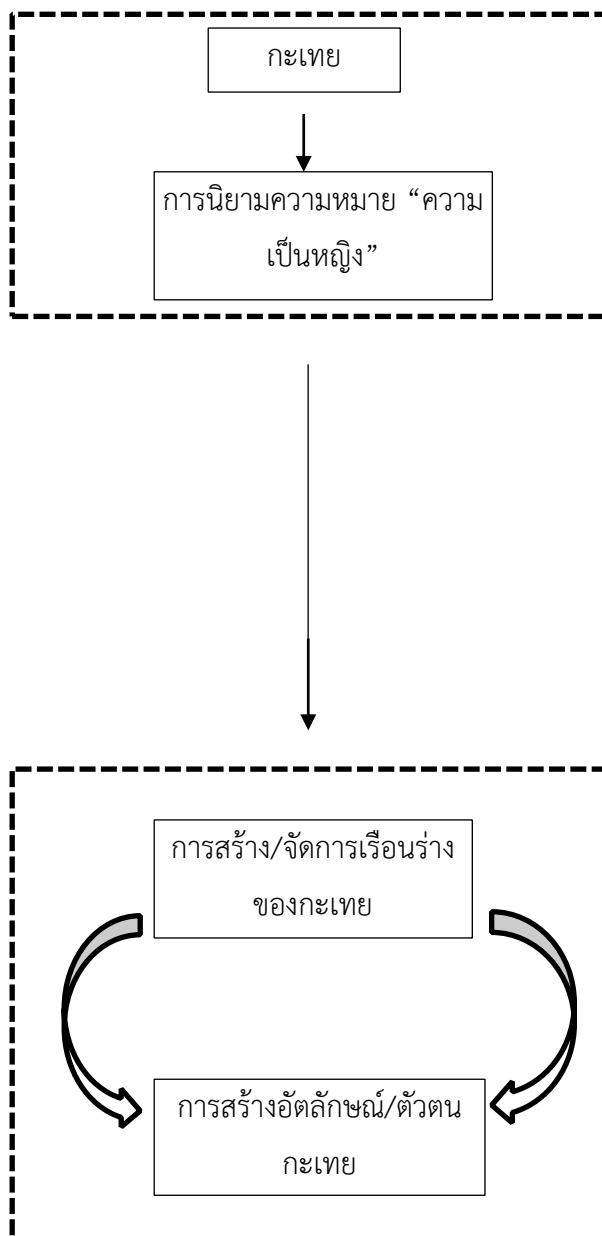 กะเทย
การนิยามความหมาย “ความ
เป็นหญิง”
การสร้าง/จัดการเรือนร่าง
ของกะเทย
การสร้างอัตลักษณ์/ตัวตน
กะเทย